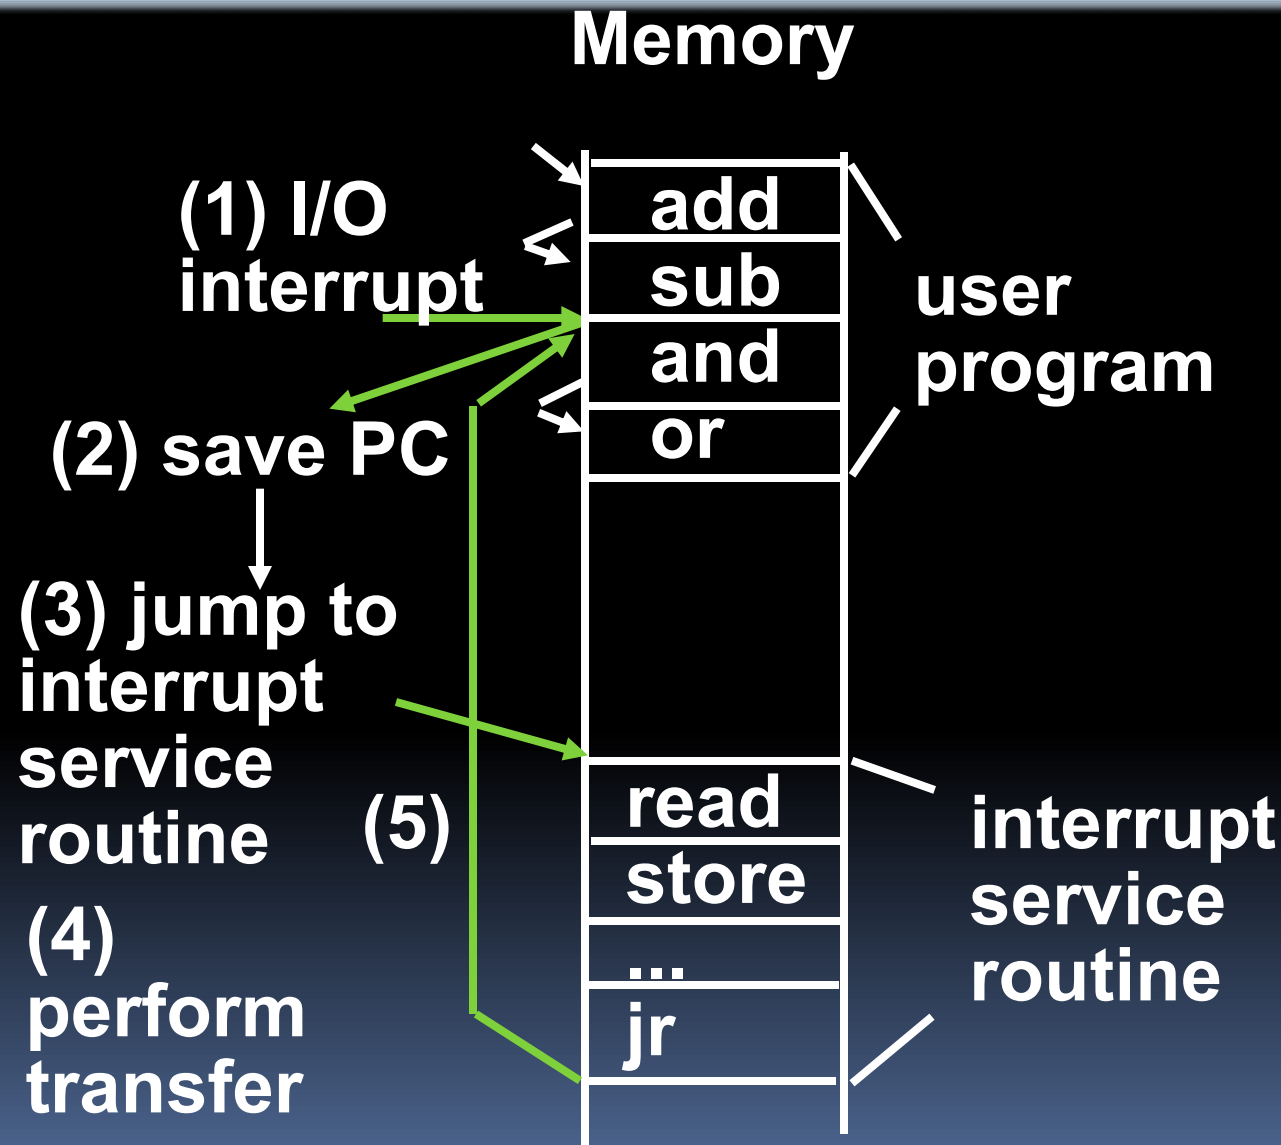 Memory
(1) I/O
interrupt
add
sub
and
or
user
program
(2) save PC
(3) jump to
interrupt
service
routine
(5)
(4)
perform
transfer
read
store
...
jr
interrupt
service
routine